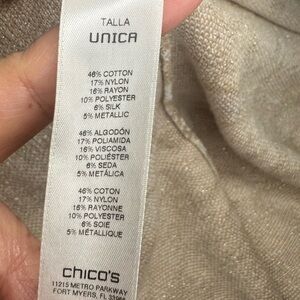 TALLA
UNICA
46% COTTON
17% NYLON
16% RAYON
10% POLYESTER
6% SILK
5% METALLIC
46% ALGODÓN
17% POLIAMIDA
16% VISCOSA
10% POLIÉSTER
6% SEDA
5% METÁLICA
46% COTON
17% NYLON
16% RAYONNE
10% POLYESTER
6% SOIE
5% MÉTALLIQUE
chico's
11215 METRO PARKWAY
FORT MYERS, FL